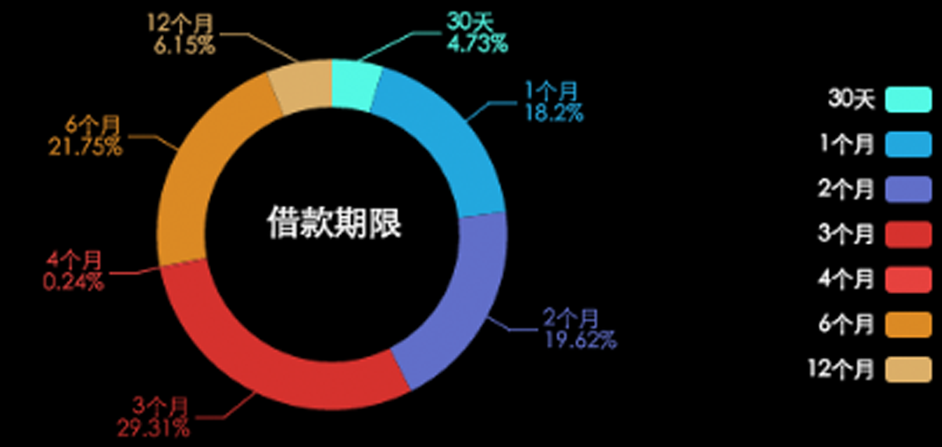 12个月
6.15%
30天
4.73%
1个月
18.2%
6个月
21.75%
借款期限
4个月
0.24%
2个月
19.62%
3个月
29.31%
30天
1个月
2个月
3个月
4个月
6个月
12个月